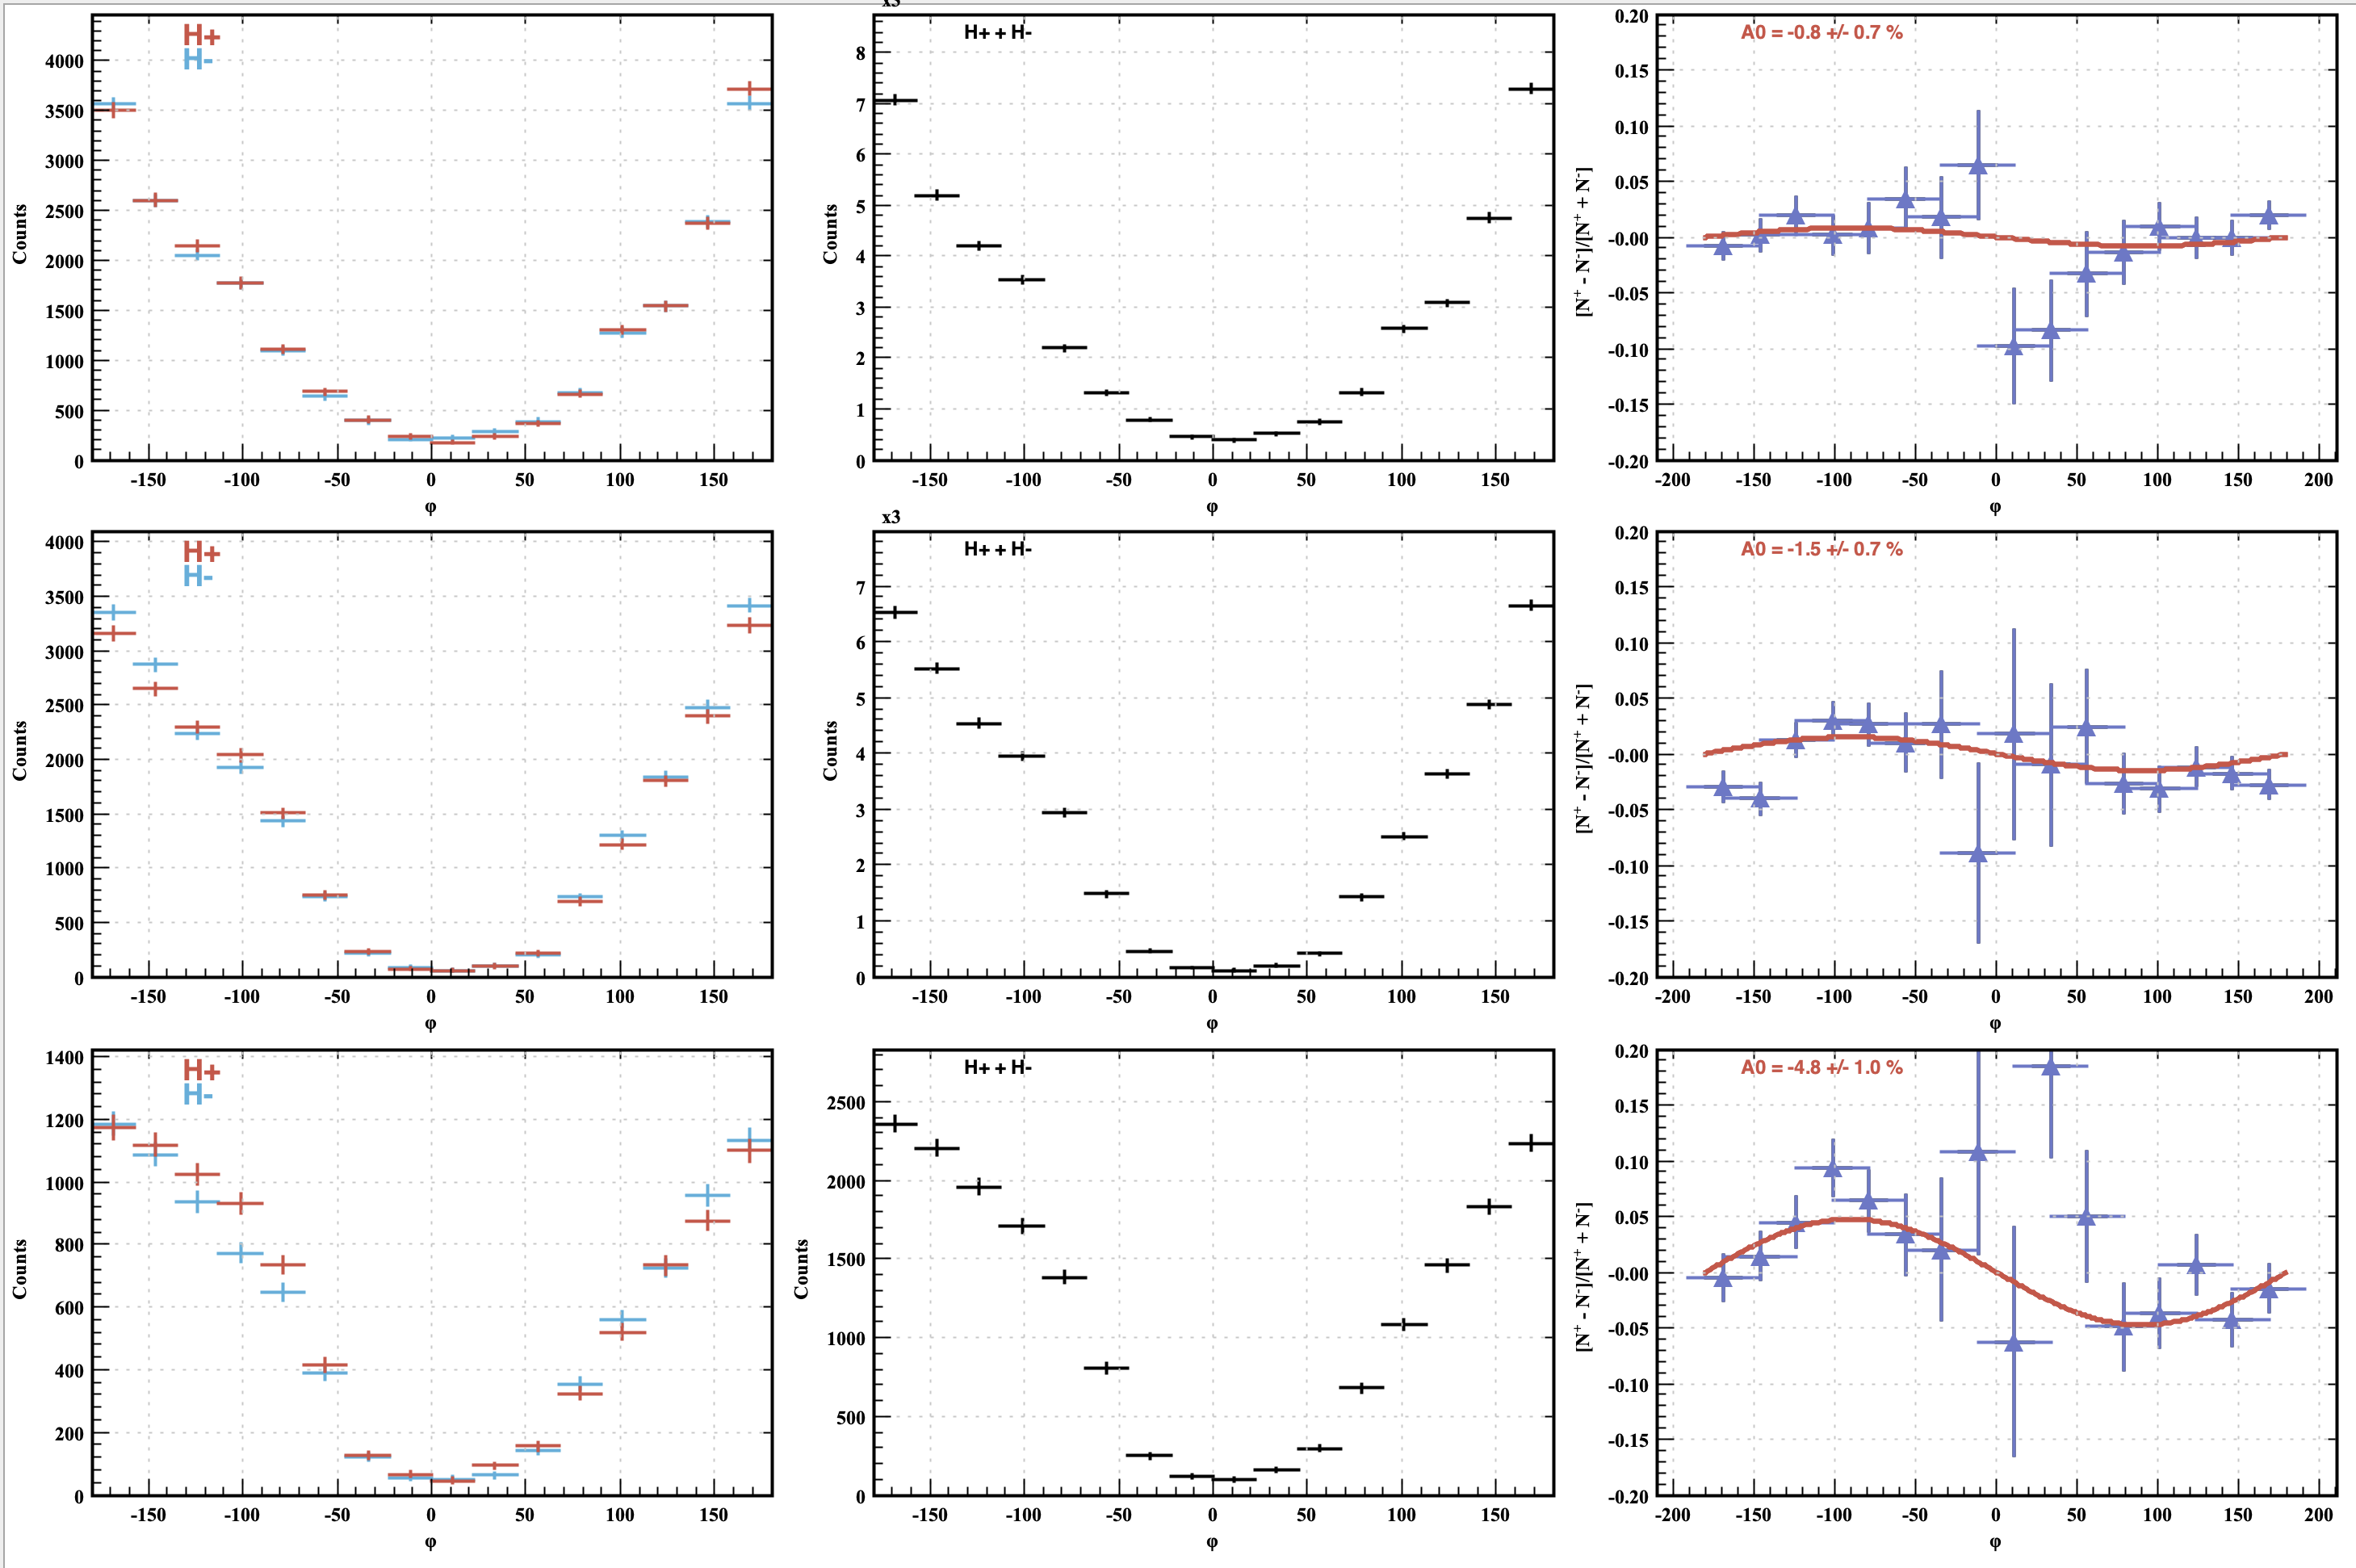 x3
H+
H-
H+ + H-
A0 = -0.8 +/- 0.7 %
Counts
4000
3500
3000
2500
2000
1500
1000
500
0
-150 -100 -50 0 50 100 150
φ
Counts
8
7
6
5
4
3
2
1
0
-150 -100 -50 0 50 100 150
φ
[N+ - N-]/[N+ + N-]
0.20
0.15
0.10
0.05
-0.00
-0.05
-0.10
-0.15
-0.20
-200 -150 -100 -50 0 50 100 150 200
φ
x3
H+
H-
H+ + H-
A0 = -1.5 +/- 0.7 %
Counts
4000
3500
3000
2500
2000
1500
1000
500
0
-150 -100 -50 0 50 100 150
φ
Counts
7
6
5
4
3
2
1
0
-150 -100 -50 0 50 100 150
φ
[N+ - N-]/[N+ + N-]
0.20
0.15
0.10
0.05
-0.00
-0.05
-0.10
-0.15
-0.20
-200 -150 -100 -50 0 50 100 150 200
φ
H+
H-
H+ + H-
A0 = -4.8 +/- 1.0 %
Counts
1400
1200
1000
800
600
400
200
0
-150 -100 -50 0 50 100 150
φ
Counts
2500
2000
1500
1000
500
0
-150 -100 -50 0 50 100 150
φ
[N+ - N-]/[N+ + N-]
0.20
0.15
0.10
0.05
-0.00
-0.05
-0.10
-0.15
-0.20
-200 -150 -100 -50 0 50 100 150 200
φ